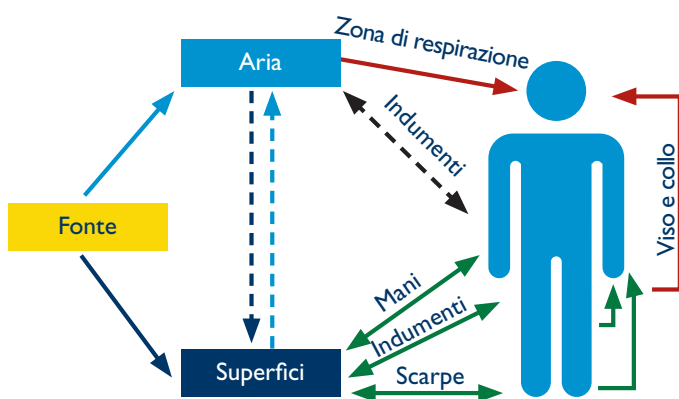 Zona di respirazione
Aria
Indumenti
Fonte
Viso e collo
Mani
Indumenti
Superfici
Scarpe